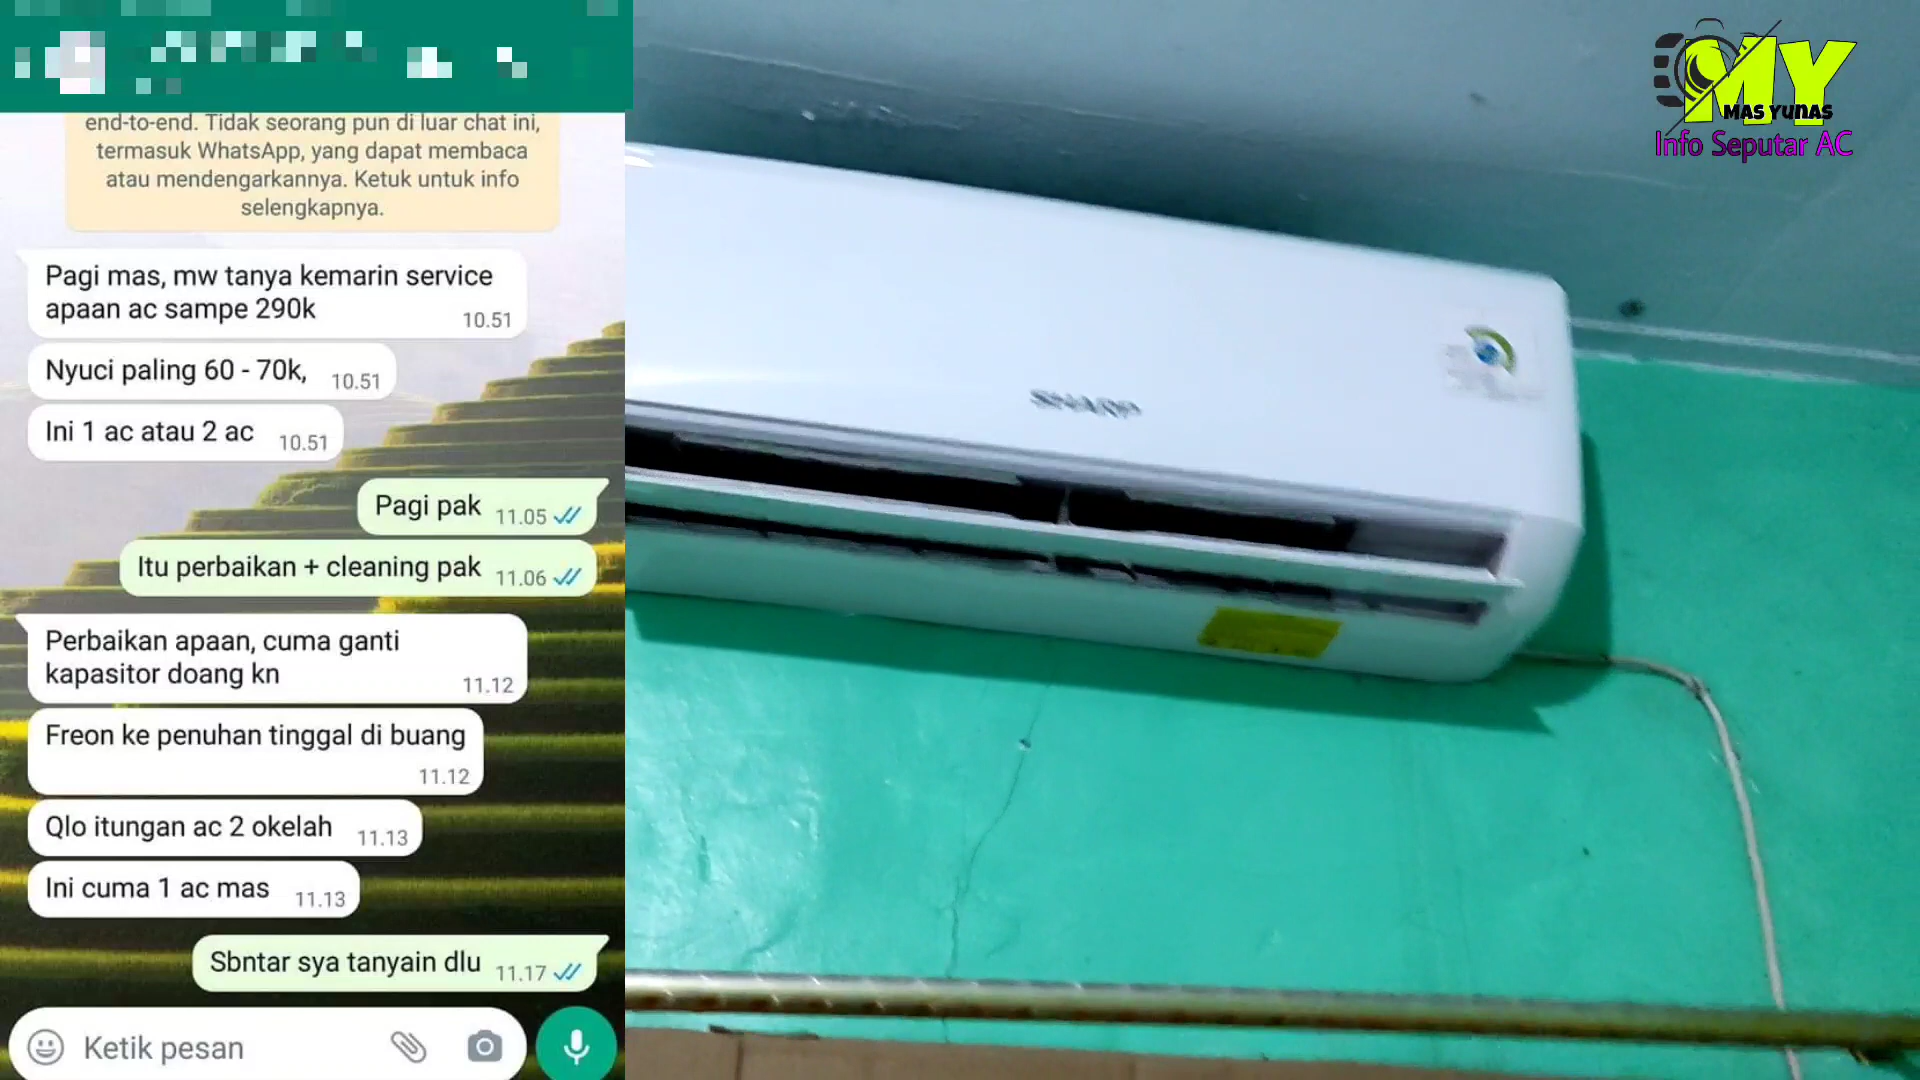 end-to-end. Tidak seorang pun di luar chat ini,
termasuk WhatsApp, yang dapat membaca
atau mendengarkannya. Ketuk untuk info
selengkapnya.
Pagi mas, mw tanya kemarin service
apaan ac sampe 290k
10.51
Nyuci paling 60 - 70k,
10.51
Ini 1 ac atau 2 ac
10.51
Pagi pak
11.05
Itu perbaikan + cleaning pak
11.06
Perbaikan apaan, cuma ganti
kapasitor doang kn
11.12
Freon ke penuhan tinggal di buang
11.12
Qlo itungan ac 2 okelah
11.13
Ini cuma 1 ac mas
11.13
Sbntar sya tanyain dlu
11.17
Ketik pesan
MY
MAS YUNAS
Info Seputar AC
SHARP